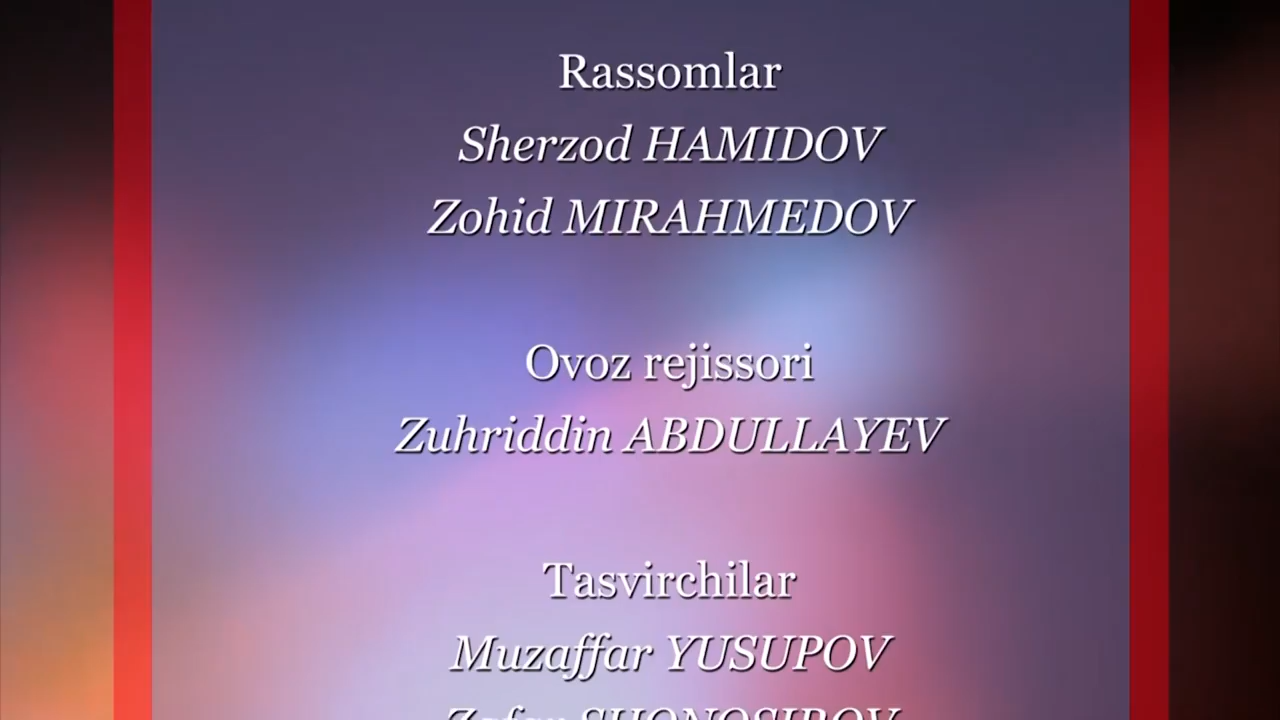 Rassomlar
Sherzod HAMIDOV
Zohid MIRAHMEDOV
Ovoz rejissori
Zuhriddin ABDULLAYEV
Tasvirchilar
Muzaffar YUSUPOV